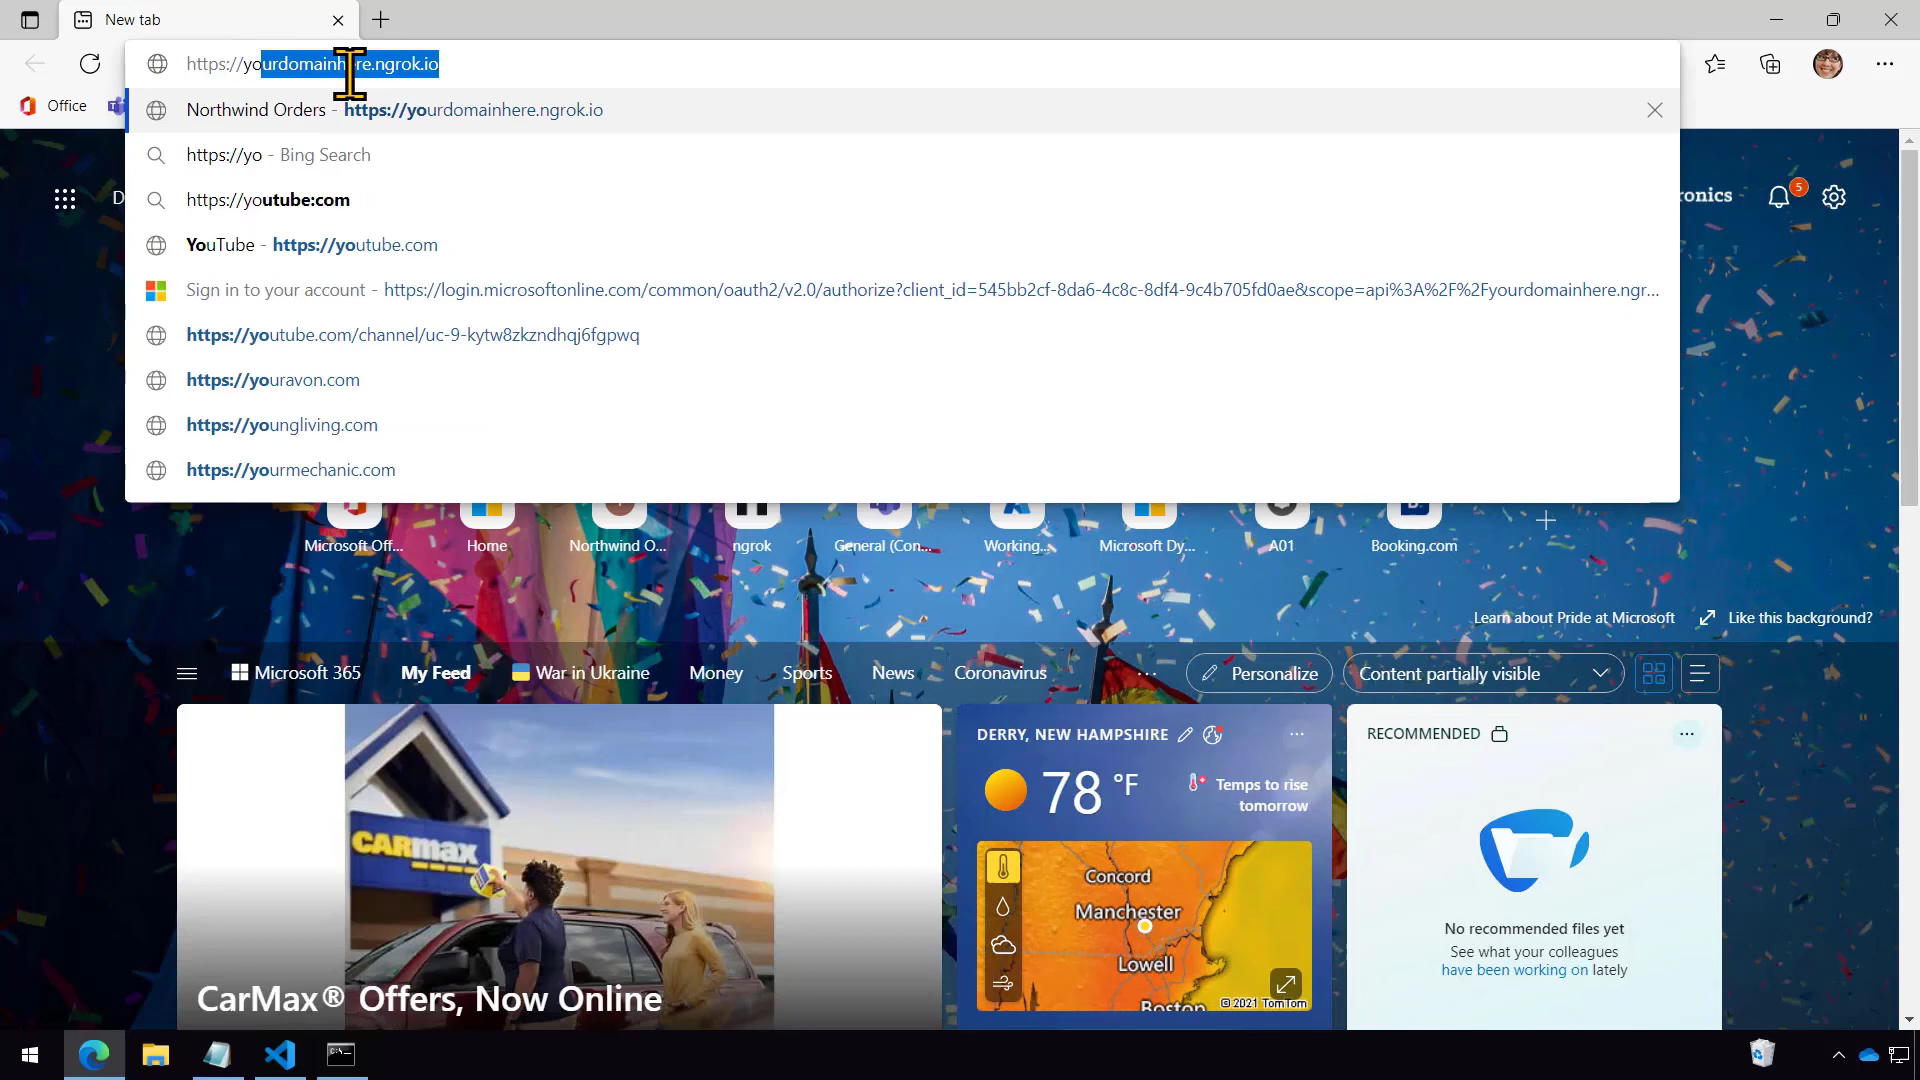 New tab
https://yourdomainhere.ngrok.io
Office
Northwind Orders - https://yourdomainhere.ngrok.io
https://yo - Bing Search
https://youtube:com
YouTube - https://youtube.com
Sign in to your account - https://login.microsoftonline.com/common/oauth2/v2.0/authorize?client_id=545bb2cf-8da6-4c8c-8df4-9c4b705fd0ae&scope=api%3A%2F%2Fyourdomainhere.ngr...
https://youtube.com/channel/uc-9-kytw8zkzndhqj6fgpwq
https://youravon.com
https://youngliving.com
https://yourmechanic.com
D
ronics
5
Microsoft Off...
Home
Northwind O...
ngrok
General (Con...
Working...
Microsoft Dy...
A01
Booking.com
Learn about Pride at Microsoft
Like this background?
Microsoft 365
My Feed
War in Ukraine
Money
Sports
News
Coronavirus
...
Personalize
Content partially visible
CARMAX
CarMax® Offers, Now Online
DERRY, NEW HAMPSHIRE
78 °F
Temps to rise
tomorrow
Concord
Manchester
Lowell
Boston
© 2021 TomTom
RECOMMENDED
No recommended files yet
See what your colleagues
have been working on lately